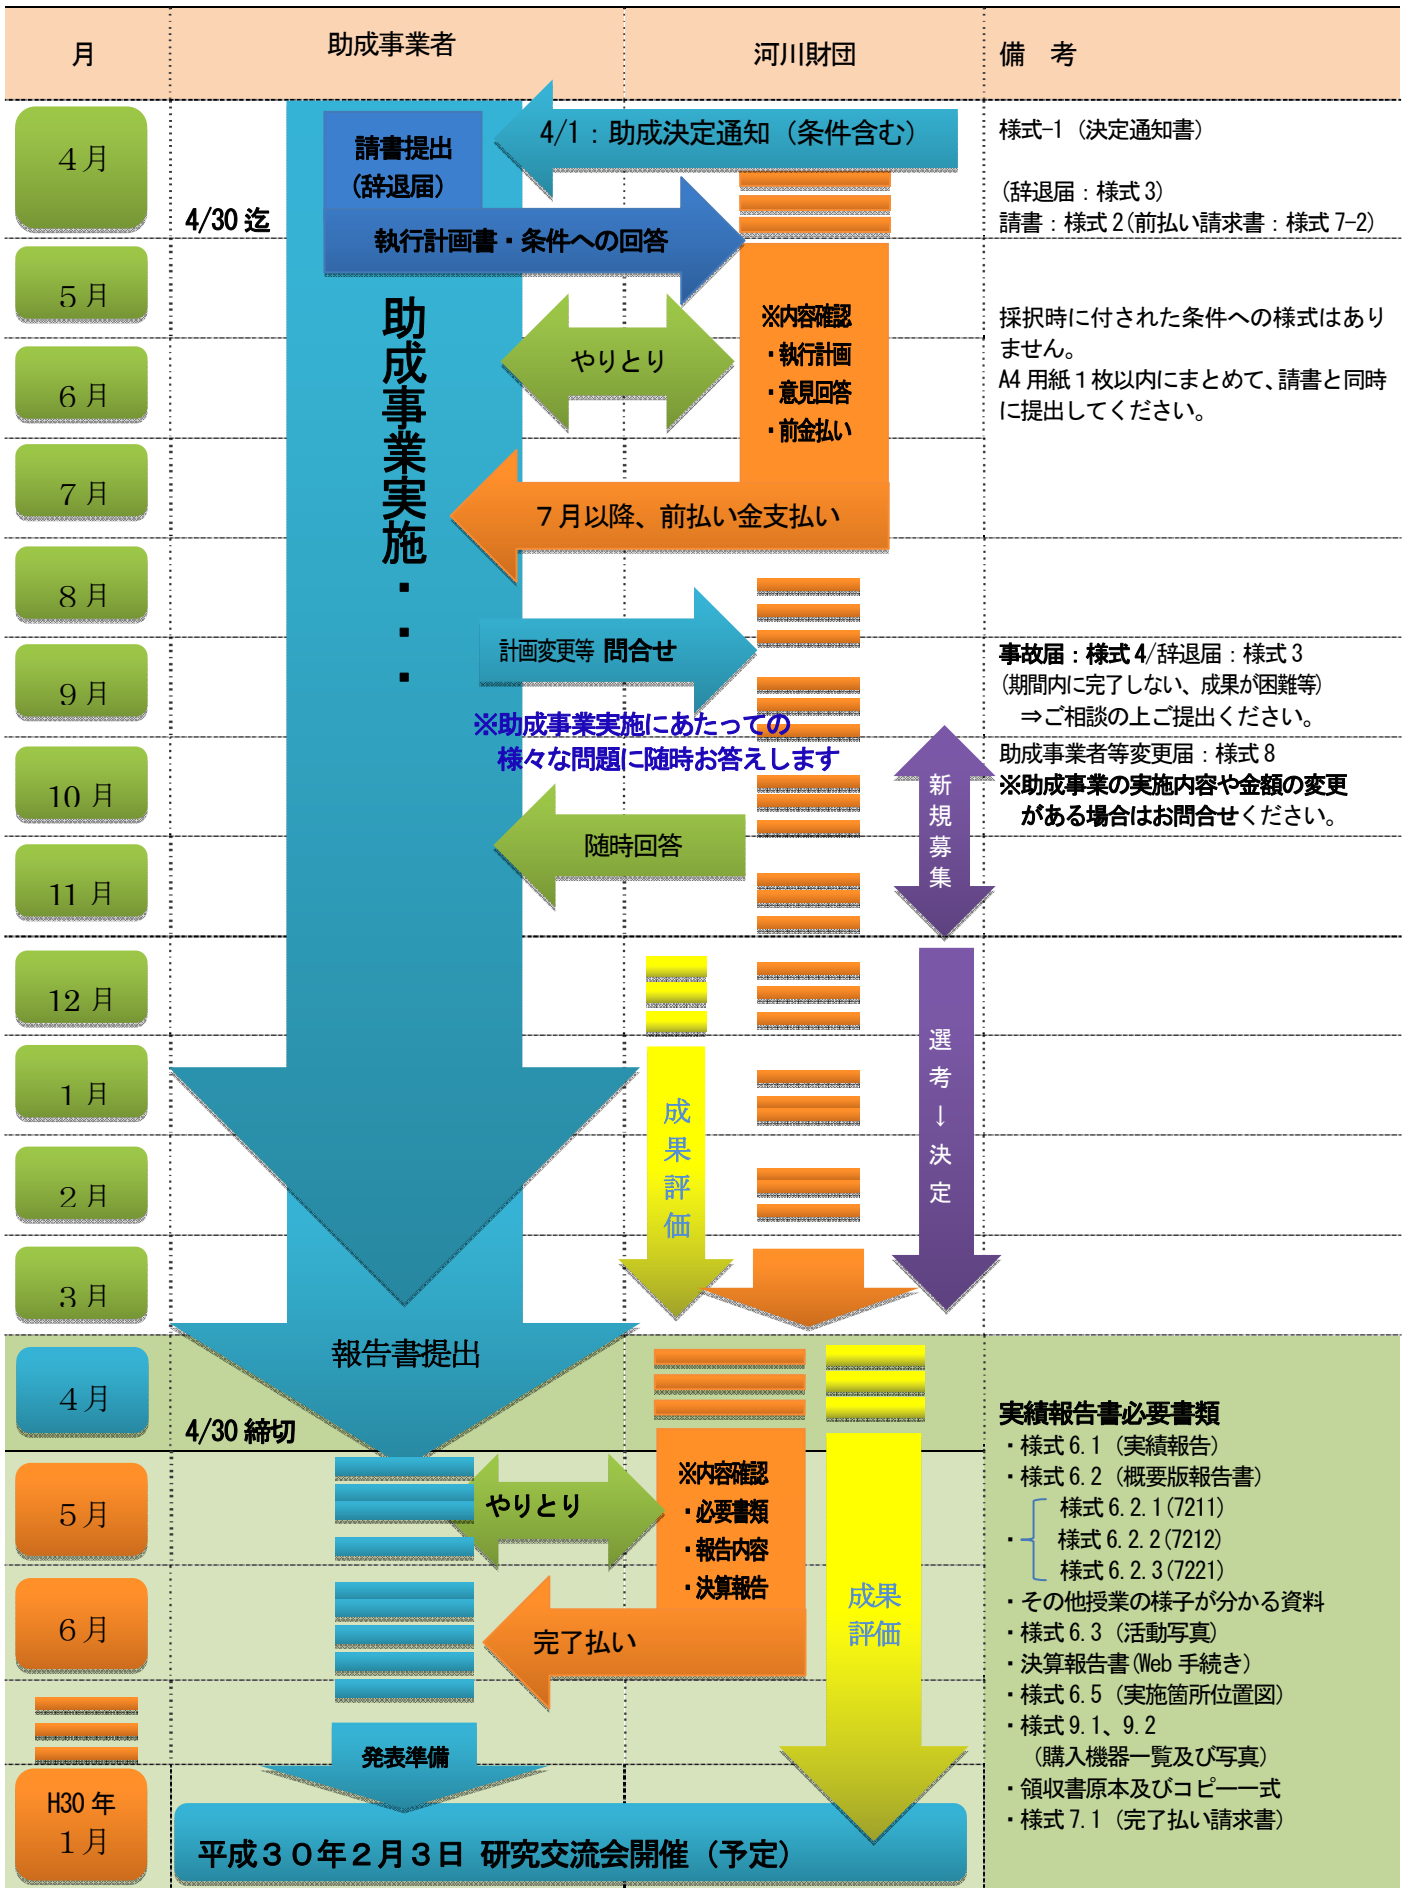 月
助成事業者
河川財団
備　考
4月
請書提出
(辞退届)
4/1：助成決定通知（条件含む）
様式-1（決定通知書）
(辞退届：様式3)
請書：様式2(前払い請求書：様式7-2)
4/30迄
執行計画書・条件への回答
5月
助成事業実施・・・
※内容確認
・執行計画
・意見回答
・前金払い
やりとり
採択時に付された条件への様式はあり
ません。
A4用紙1枚以内にまとめて、請書と同時
に提出してください。
6月
7月
7月以降、前払い金支払い
8月
計画変更等 問合せ
9月
事故届：様式4/辞退届：様式3
(期間内に完了しない、成果が困難等)
⇒ご相談の上ご提出ください。
※助成事業実施にあたっての
様々な問題に随時お答えします
10月
新規募集
助成事業者等変更届：様式8
※助成事業の実施内容や金額の変更
がある場合はお問合せください。
随時回答
11月
12月
選考→決定
1月
成果評価
2月
3月
報告書提出
4月
4/30締切
実績報告書必要書類
・様式6.1（実績報告）
・様式6.2（概要版報告書）
様式6.2.1(7211)
・ 様式6.2.2(7212)
様式6.2.3(7221)
・その他授業の様子が分かる資料
・様式6.3（活動写真）
・決算報告書(Web手続き)
・様式6.5（実施箇所位置図）
・様式9.1、9.2
（購入機器一覧及び写真）
・領収書原本及びコピー一式
・様式7.1（完了払い請求書）
5月
やりとり
※内容確認
・必要書類
・報告内容
・決算報告
6月
完了払い
成果
評価
発表準備
H30年
1月
平成３０年２月３日 研究交流会開催（予定）